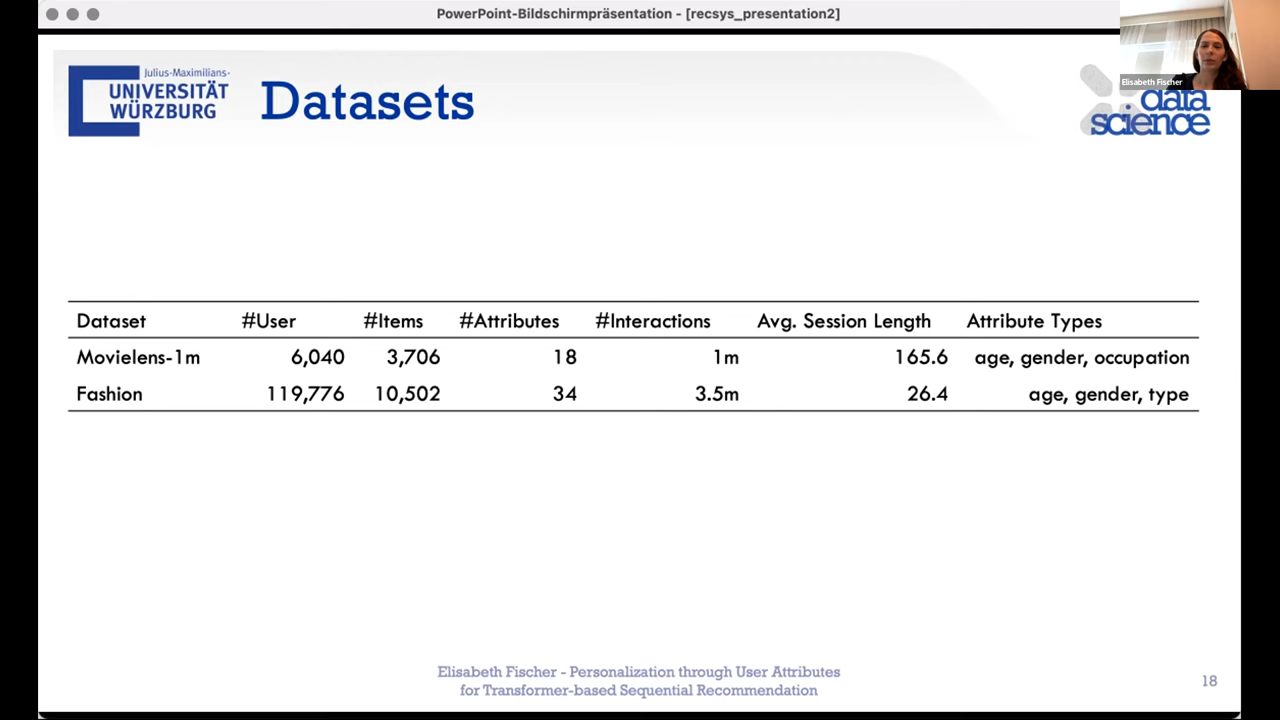 PowerPoint-Bildschirmpräsentation - [recsys_presentation2]
Elisabeth Fischer
Julius-Maximilians-
UNIVERSITÄT
WÜRZBURG
Datasets
data
science
Dataset #User #Items #Attributes #Interactions Avg. Session Length Attribute Types
Movielens-1m 6,040 3,706 18 1m 165.6 age, gender, occupation
Fashion 119,776 10,502 34 3.5m 26.4 age, gender, type
Elisabeth Fischer - Personalization through User Attributes
for Transformer-based Sequential Recommendation
18